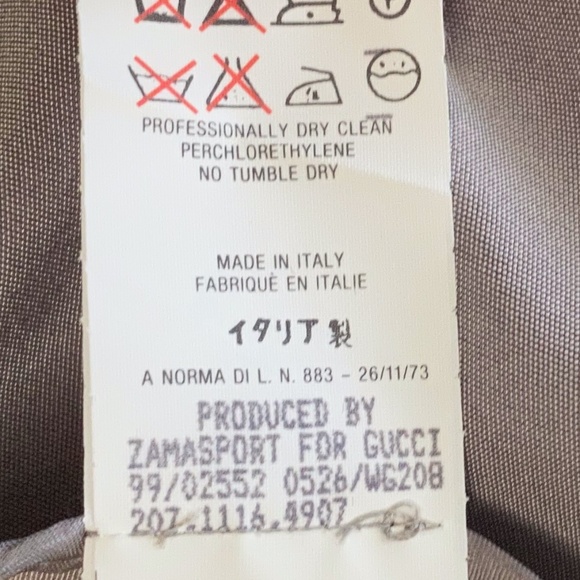 PROFESSIONALLY DRY CLEAN
PERCHLORETHYLENE
NO TUMBLE DRY
MADE IN ITALY
FABRIQUÈ EN ITALIE
イタリア製
A NORMA DI L. N. 883 - 26/11/73
PRODUCED BY
ZAMASPORT FOR GUCCI
99/02552 0526/WG208
207.1116.4907